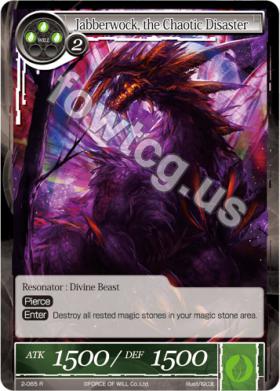 Jabberwock, the Chaotic Disaster
WILL
2
fowtcg.us
Resonator : Divine Beast
Pierce
Enter Destroy all rested magic stones in your magic stone area.
ATK 1500 / DEF 1500
2-065 R ©FORCE OF WILL Co.,Ltd.